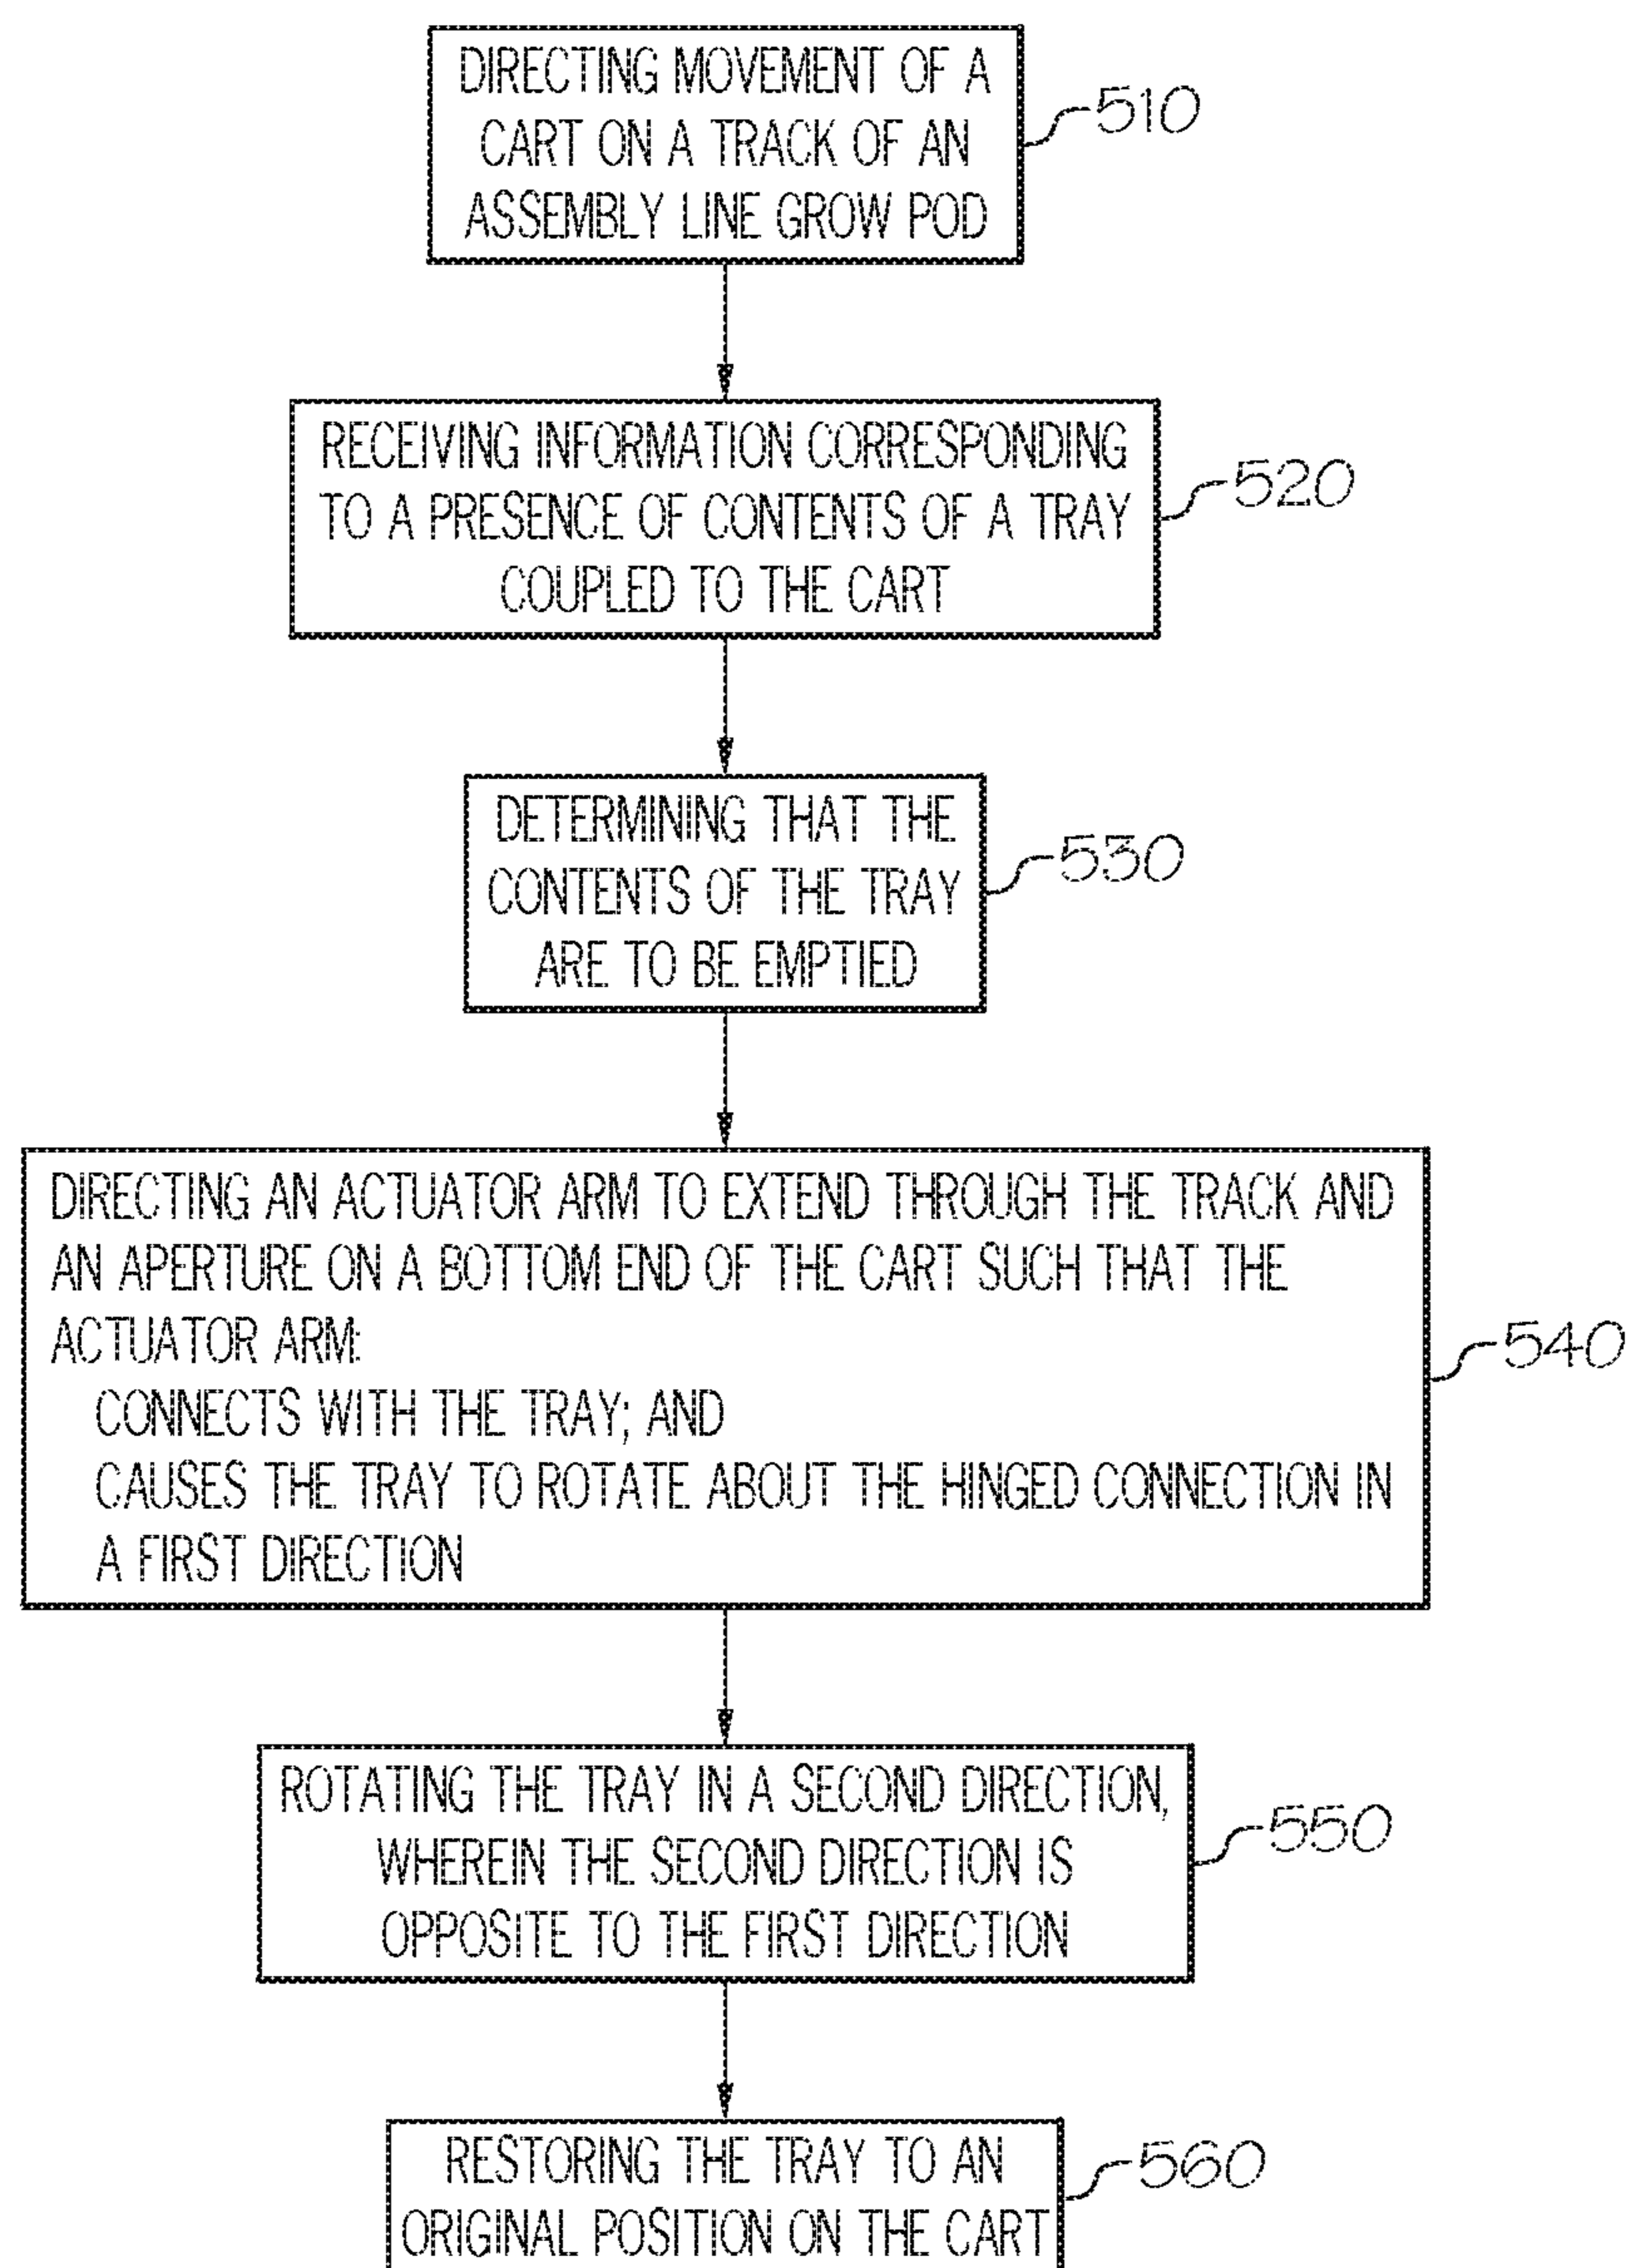 DIRECTING MOVEMENT OF A
CART ON A TRACK OF AN
ASSEMBLY LINE GROW POD
510
RECEIVING INFORMATION CORRESPONDING
TO A PRESENCE OF CONTENTS OF A TRAY
COUPLED TO THE CART
520
DETERMINING THAT THE
CONTENTS OF THE TRAY
ARE TO BE EMPTIED
530
DIRECTING AN ACTUATOR ARM TO EXTEND THROUGH THE TRACK AND
AN APERTURE ON A BOTTOM END OF THE CART SUCH THAT THE
ACTUATOR ARM:
CONNECTS WITH THE TRAY; AND
CAUSES THE TRAY TO ROTATE ABOUT THE HINGED CONNECTION IN
A FIRST DIRECTION
540
ROTATING THE TRAY IN A SECOND DIRECTION,
WHEREIN THE SECOND DIRECTION IS
OPPOSITE TO THE FIRST DIRECTION
550
RESTORING THE TRAY TO AN
ORIGINAL POSITION ON THE CART
560